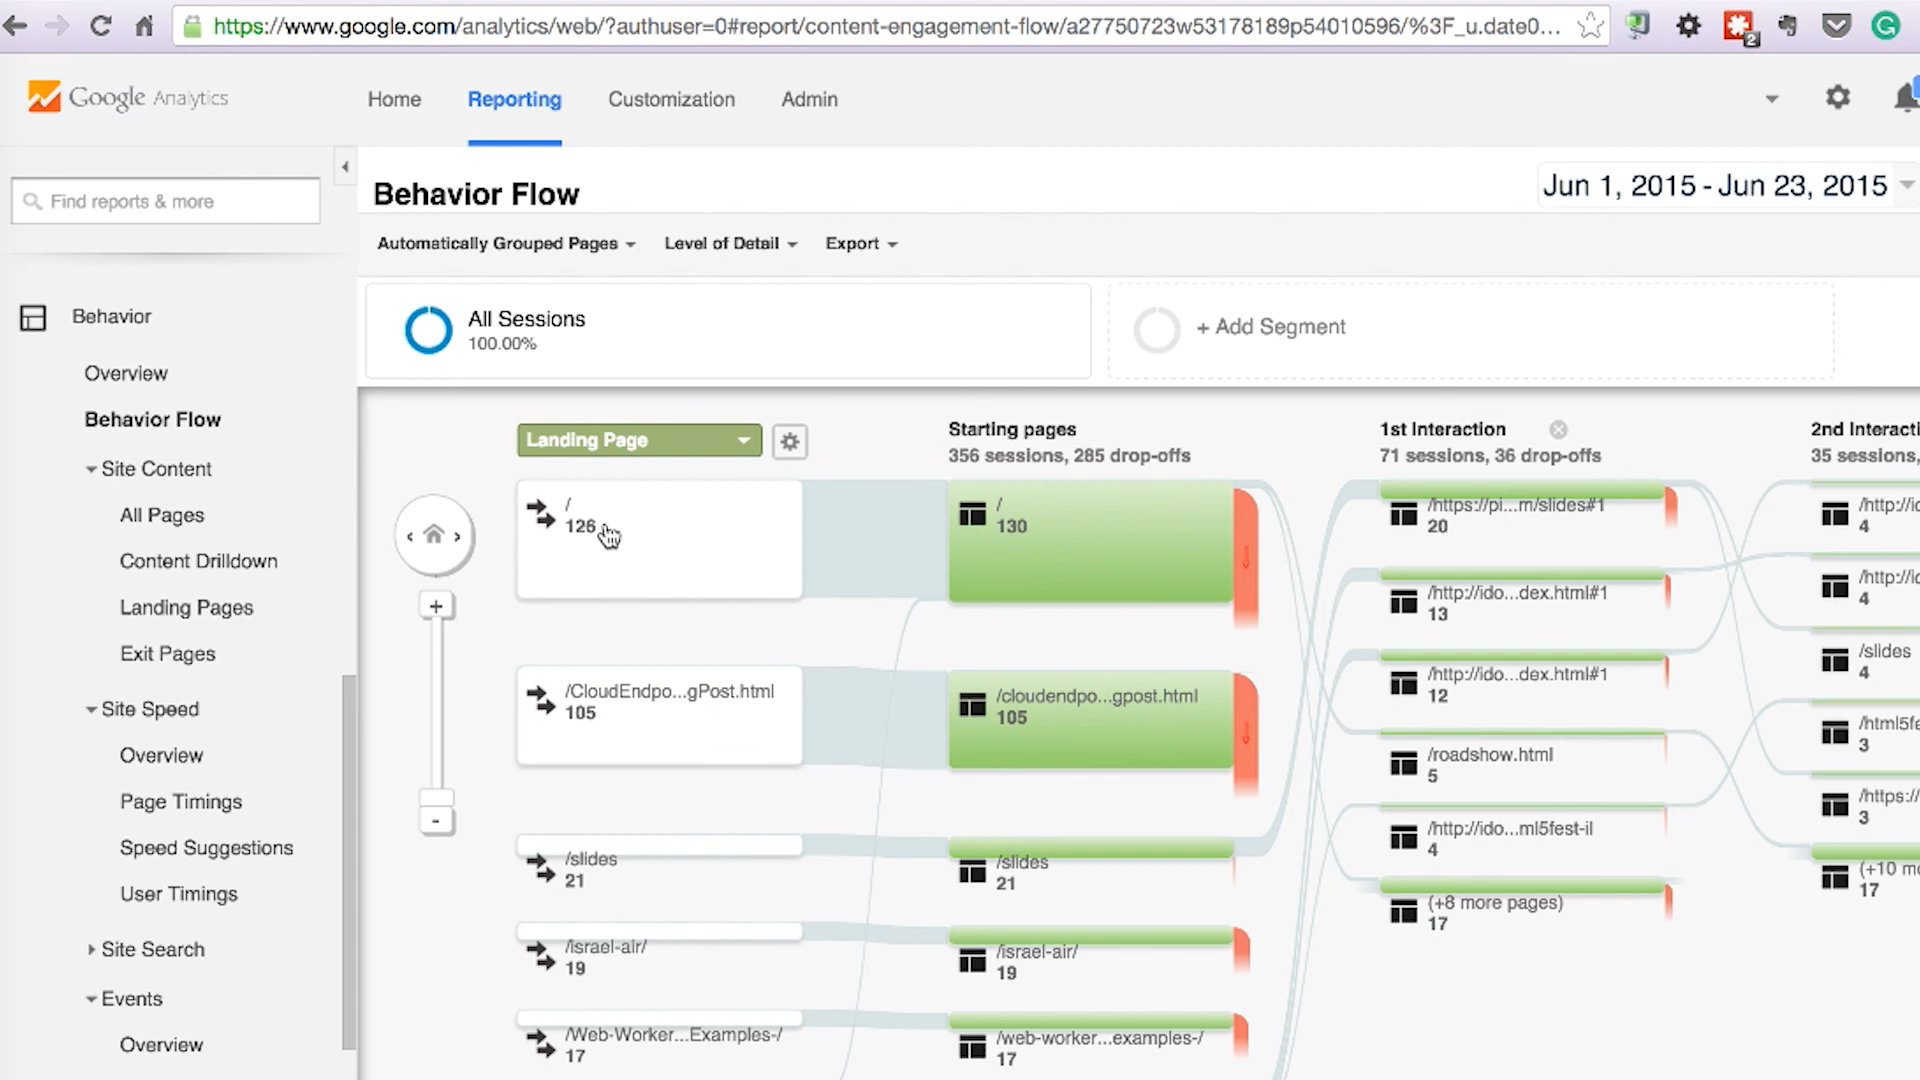 https://www.google.com/analytics/web/?authuser=0#report/content-engagement-flow/a27750723w53178189p54010596/%3F_u.date0...
2
Google Analytics
Home
Reporting
Customization
Admin
Find reports & more
Behavior Flow
Jun 1, 2015 - Jun 23, 2015
Automatically Grouped Pages
Level of Detail
Export
All Sessions
100.00%
+ Add Segment
Behavior
Overview
Behavior Flow
Site Content
All Pages
Content Drilldown
Landing Pages
Exit Pages
Site Speed
Overview
Page Timings
Speed Suggestions
User Timings
Site Search
Events
Overview
+
-
Landing Page
/
126
/CloudEndpo...gPost.html
105
/slides
21
/israel-air/
19
/Web-Worker...Examples-/
17
Starting pages
356 sessions, 285 drop-offs
/
130
/cloudendpo...gpost.html
105
/slides
21
/israel-air/
19
/web-worker...examples-/
17
1st Interaction
71 sessions, 36 drop-offs
/https://pi...m/slides#1
20
/http://ido...dex.html#1
13
/http://ido...dex.html#1
12
/roadshow.html
5
/http://ido...ml5fest-il
4
(+8 more pages)
17
2nd Interacti
35 sessions,
/http://i
4
/http://i
4
/slides
4
/html5fe
3
/https://
3
(+10 mo
17